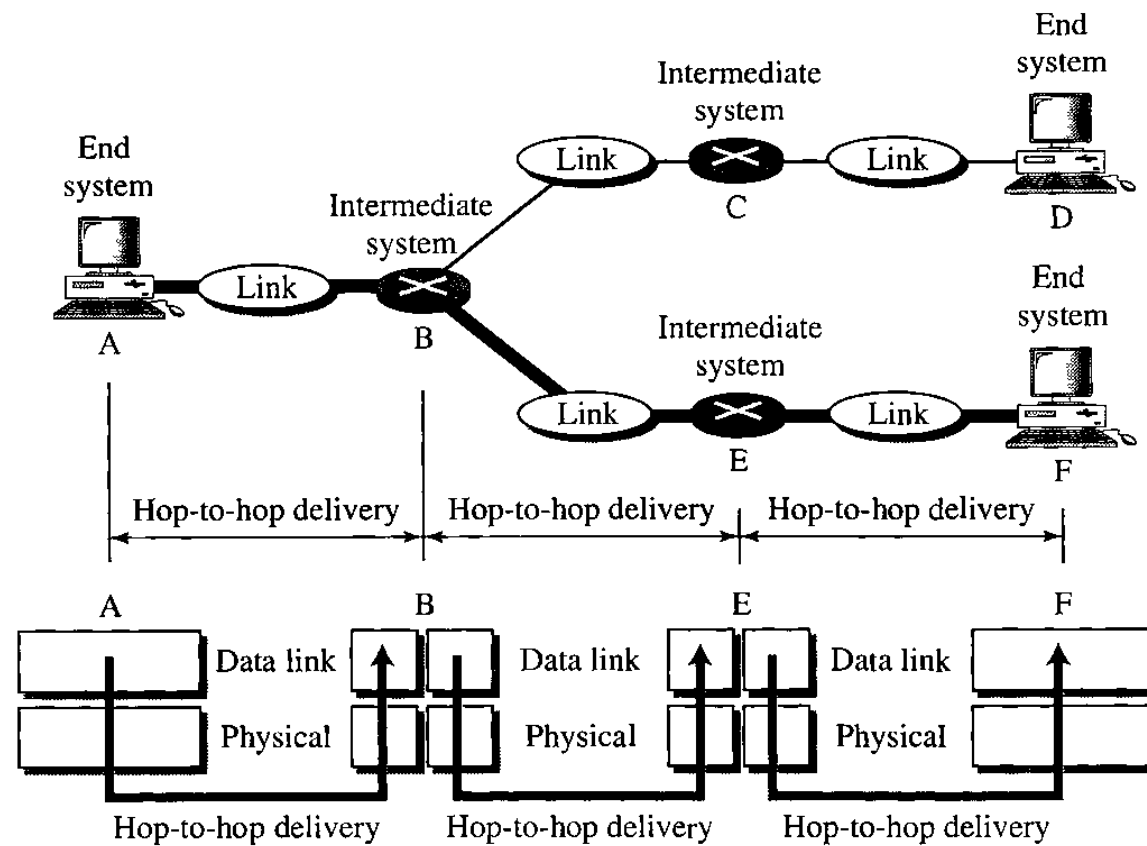 End
system
Intermediate
system
Link
Link
C
D
End
system
Intermediate
system
Link
A
B
End
system
Intermediate
system
Link
Link
E
F
Hop-to-hop delivery
Hop-to-hop delivery
Hop-to-hop delivery
A
B
E
F
Data link
Data link
Data link
Physical
Physical
Physical
Hop-to-hop delivery
Hop-to-hop delivery
Hop-to-hop delivery